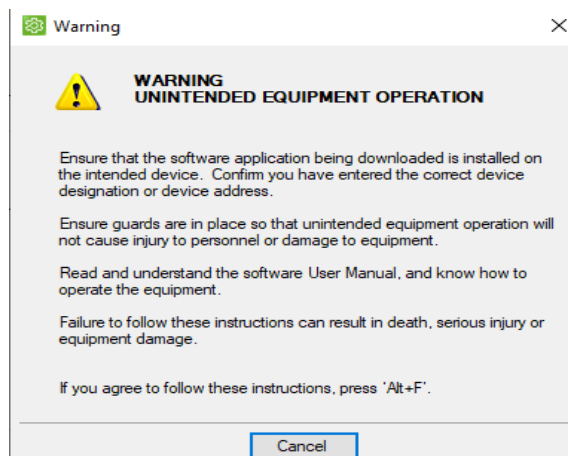 Warning
WARNING
UNINTENDED EQUIPMENT OPERATION
Ensure that the software application being downloaded is installed on
the intended device. Confirm you have entered the correct device
designation or device address.
Ensure guards are in place so that unintended equipment operation will
not cause injury to personnel or damage to equipment.
Read and understand the software User Manual, and know how to
operate the equipment.
Failure to follow these instructions can result in death, serious injury or
equipment damage.
If you agree to follow these instructions, press 'Alt+F'.
Cancel